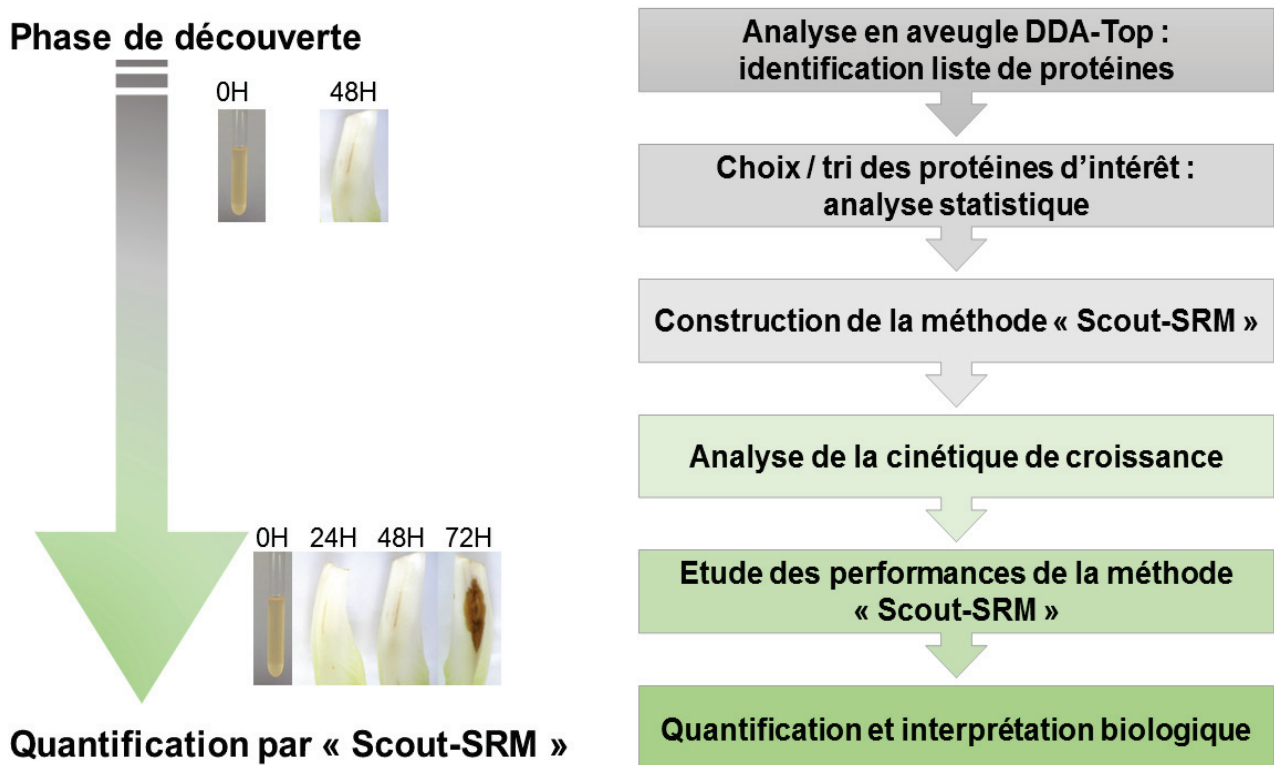 Phase de découverte
0H 48H
0H 24H 48H 72H
Quantification par « Scout-SRM »
Analyse en aveugle DDA-Top :
identification liste de protéines
Choix / tri des protéines d’intérêt :
analyse statistique
Construction de la méthode « Scout-SRM »
Analyse de la cinétique de croissance
Etude des performances de la méthode
« Scout-SRM »
Quantification et interprétation biologique